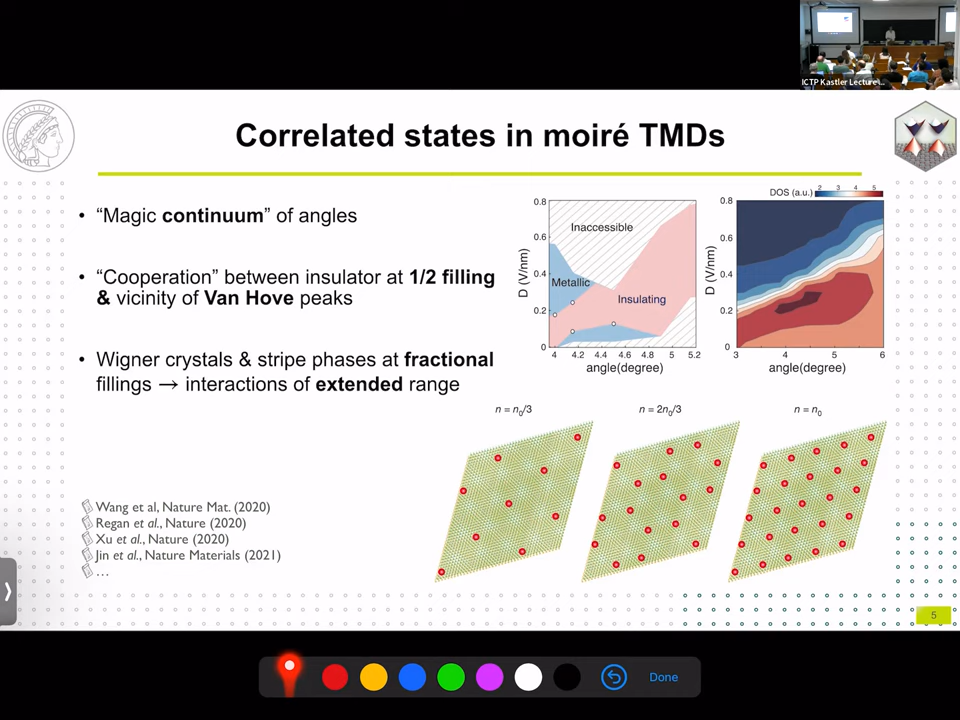 ICTP Kastler Lecture
Correlated states in moiré TMDs
• “Magic continuum” of angles
• “Cooperation” between insulator at 1/2 filling
& vicinity of Van Hove peaks
• Wigner crystals & stripe phases at fractional
fillings → interactions of extended range
Wang et al, Nature Mat. (2020)
Regan et al., Nature (2020)
Xu et al., Nature (2020)
Jin et al., Nature Materials (2021)
…
D (V/nm)
0.8
0.6
0.4
0.2
0
Inaccessible
Metallic
Insulating
4 4.2 4.4 4.6 4.8 5 5.2
angle(degree)
DOS (a.u.)
2 3 4 5
D (V/nm)
0.8
0.6
0.4
0.2
0
3 4 5 6
angle(degree)
n = n0/3
n = 2n0/3
n = n0
5
Done